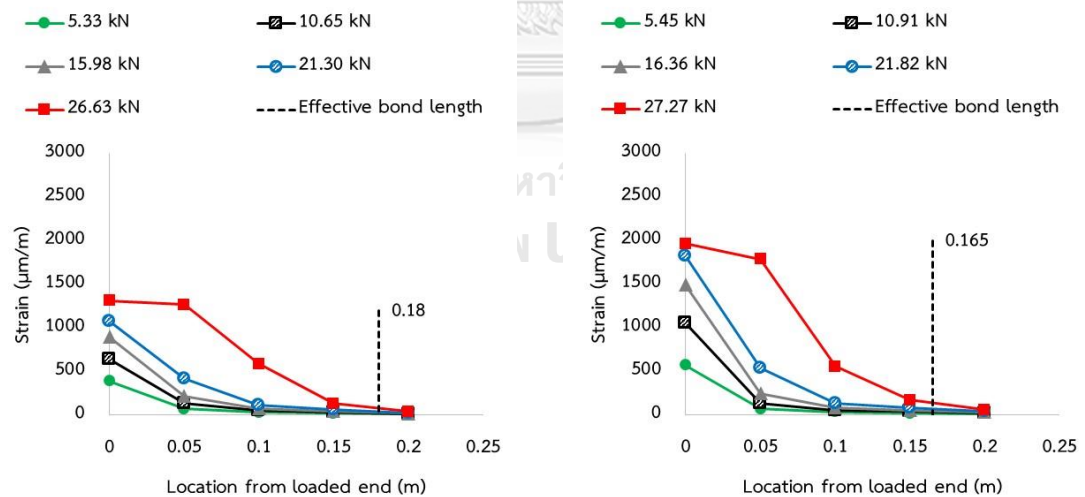 5.33 kN
10.65 kN
15.98 kN
21.30 kN
26.63 kN
Effective bond length
3000
2500
2000
1500
1000
500
0
Strain (µm/m)
0.18
0
0.05
0.1
0.15
0.2
0.25
Location from loaded end (m)
5.45 kN
10.91 kN
16.36 kN
21.82 kN
27.27 kN
Effective bond length
3000
2500
2000
1500
1000
500
0
Strain (µm/m)
0.165
0
0.05
0.1
0.15
0.2
0.25
Location from loaded end (m)